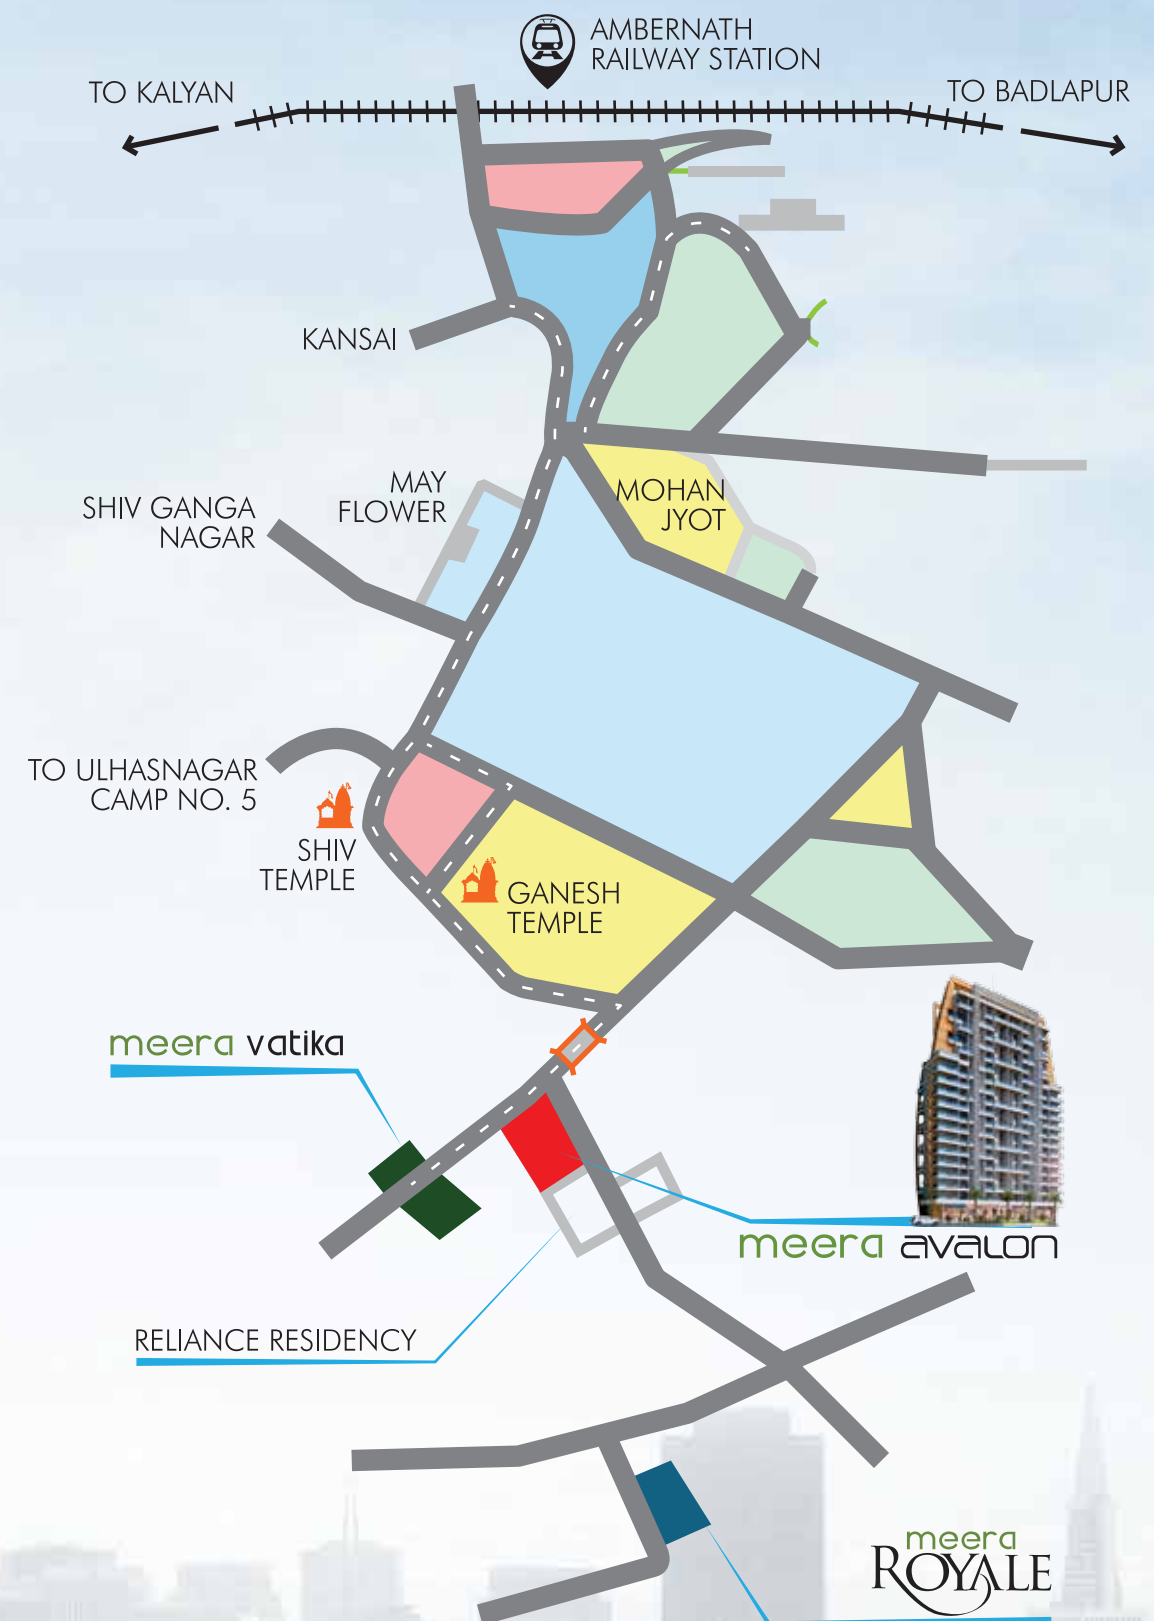 AMBERNATH
RAILWAY STATION
TO KALYAN
TO BADLAPUR
KANSAI
MAY
FLOWER
MOHAN
JYOT
SHIV GANGA
NAGAR
TO ULHASNAGAR
CAMP NO. 5
SHIV
TEMPLE
GANESH
TEMPLE
meera vatika
meera avalon
RELIANCE RESIDENCY
meera
ROYALE